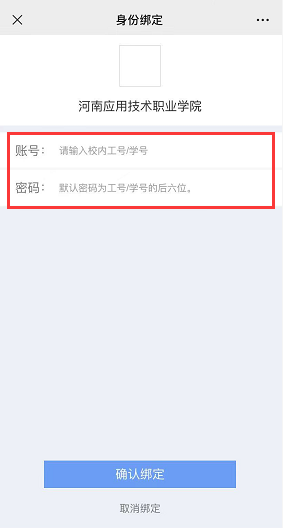 身份绑定
河南应用技术职业学院
账号： 请输入校内工号/学号
密码： 默认密码为工号/学号的后六位。
确认绑定
取消绑定